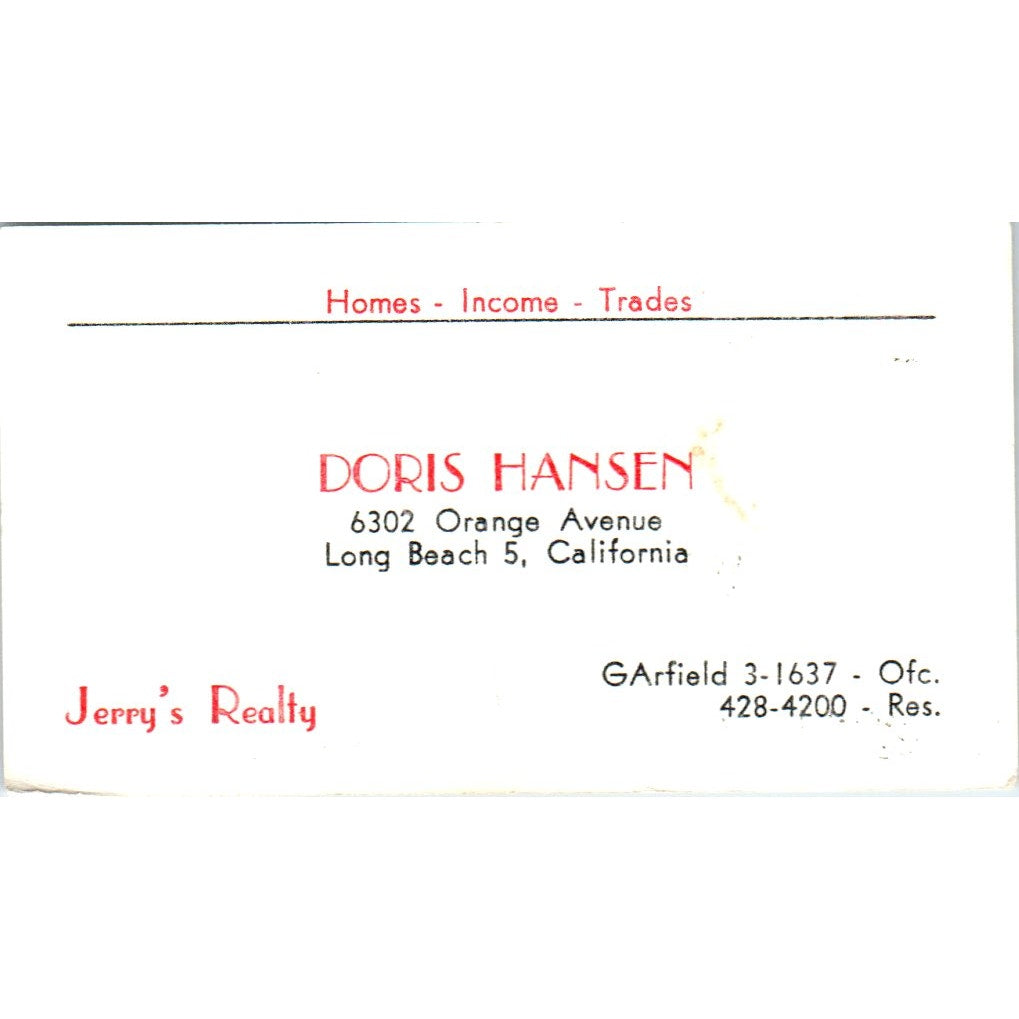 Homes - Income - Trades
DORIS HANSEN
6302 Orange Avenue
Long Beach 5, California
GArfield 3-1637 - Ofc.
428-4200 - Res.
Jerry's Realty